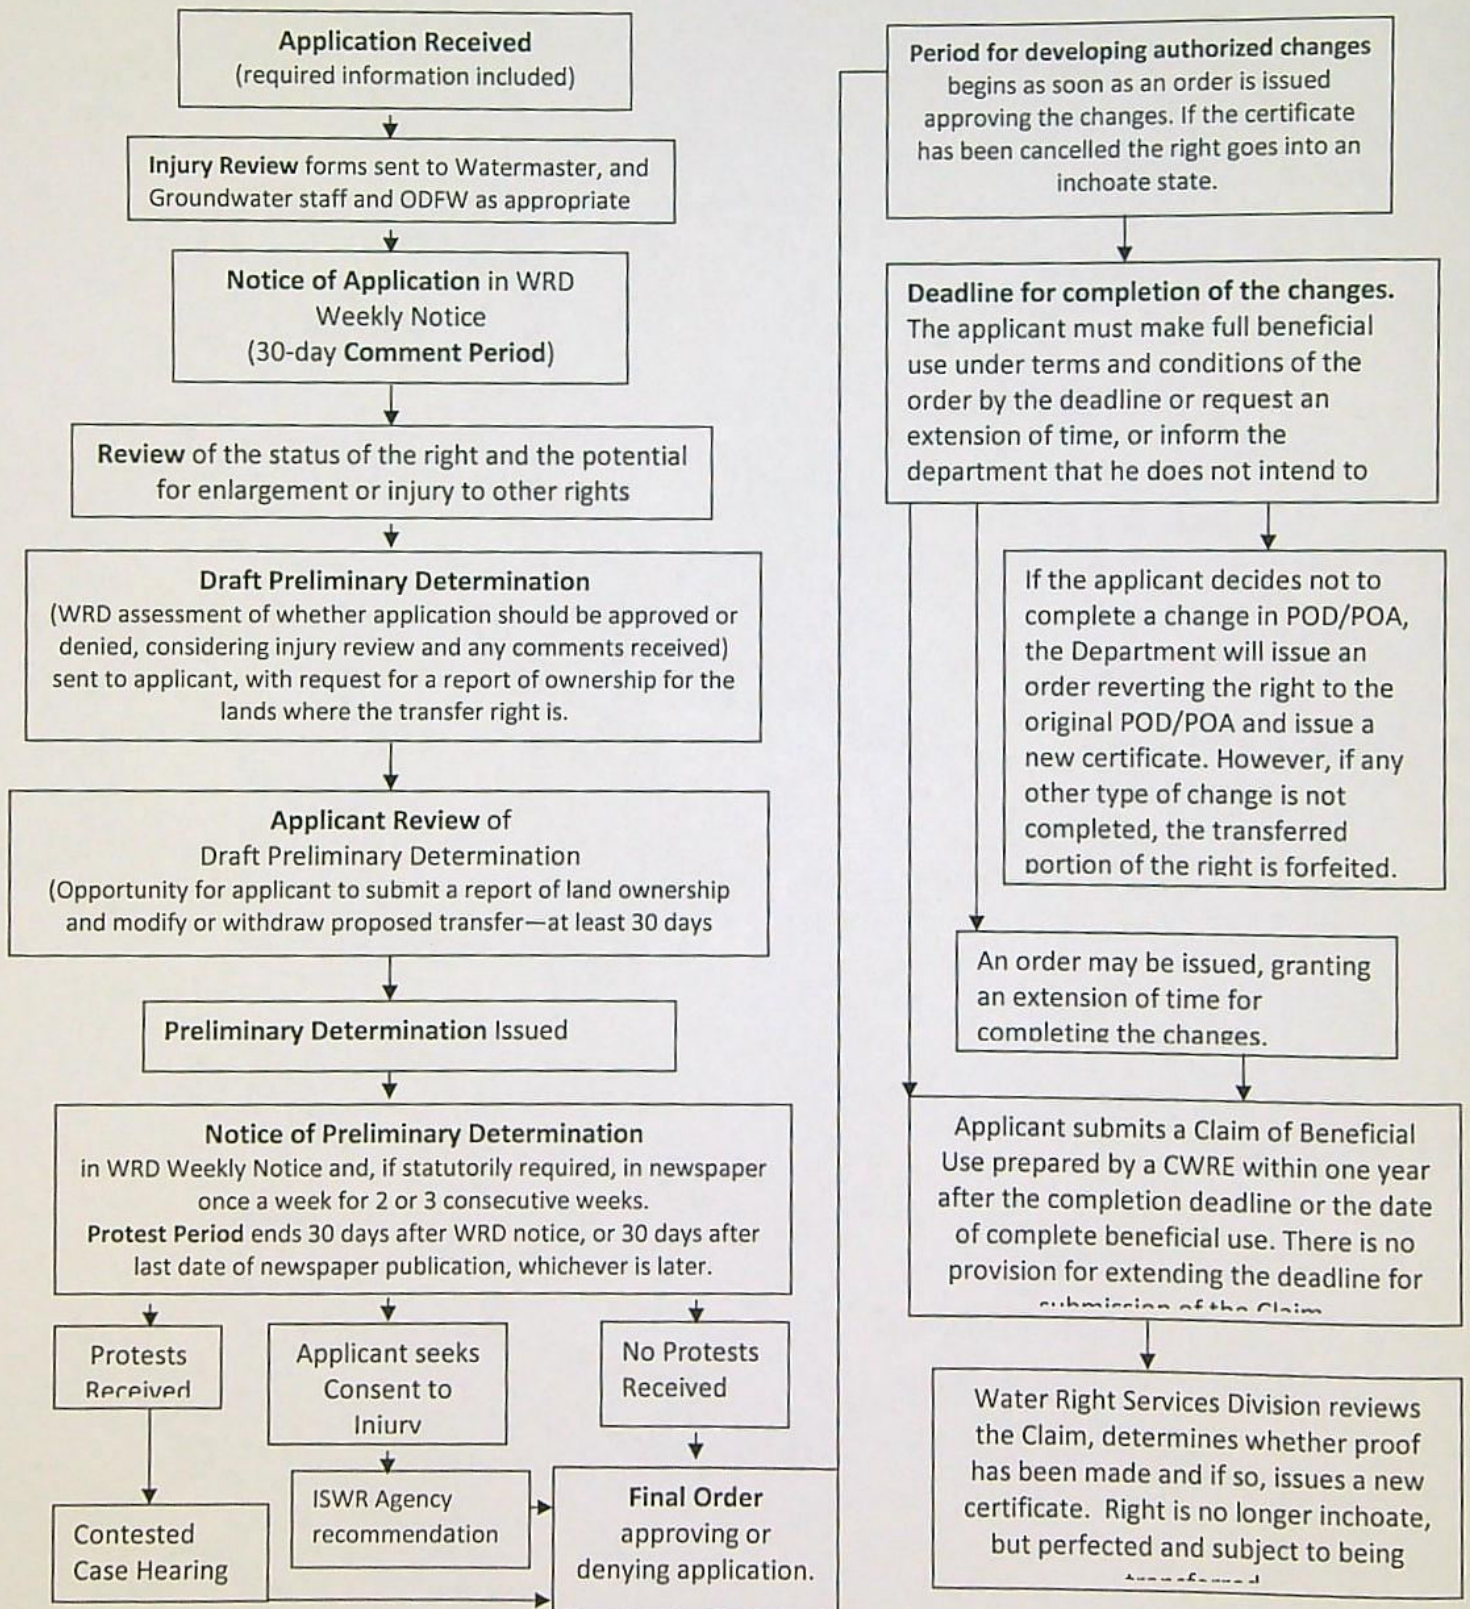 Application Received
(required information included)
Injury Review forms sent to Watermaster, and
Groundwater staff and ODFW as appropriate
Notice of Application in WRD
Weekly Notice
(30-day Comment Period)
Review of the status of the right and the potential
for enlargement or injury to other rights
Draft Preliminary Determination
(WRD assessment of whether application should be approved or
denied, considering injury review and any comments received)
sent to applicant, with request for a report of ownership for the
lands where the transfer right is.
Applicant Review of
Draft Preliminary Determination
(Opportunity for applicant to submit a report of land ownership
and modify or withdraw proposed transfer—at least 30 days
Preliminary Determination Issued
Notice of Preliminary Determination
in WRD Weekly Notice and, if statutorily required, in newspaper
once a week for 2 or 3 consecutive weeks.
Protest Period ends 30 days after WRD notice, or 30 days after
last date of newspaper publication, whichever is later.
Protests
Received
Applicant seeks
Consent to
Injury
No Protests
Received
Contested
Case Hearing
ISWR Agency
recommendation
Final Order
approving or
denying application.
Period for developing authorized changes
begins as soon as an order is issued
approving the changes. If the certificate
has been cancelled the right goes into an
inchoate state.
Deadline for completion of the changes.
The applicant must make full beneficial
use under terms and conditions of the
order by the deadline or request an
extension of time, or inform the
department that he does not intend to
If the applicant decides not to
complete a change in POD/POA,
the Department will issue an
order reverting the right to the
original POD/POA and issue a
new certificate. However, if any
other type of change is not
completed, the transferred
portion of the right is forfeited.
An order may be issued, granting
an extension of time for
completing the changes.
Applicant submits a Claim of Beneficial
Use prepared by a CWRE within one year
after the completion deadline or the date
of complete beneficial use. There is no
provision for extending the deadline for
submission of the Claim
Water Right Services Division reviews
the Claim, determines whether proof
has been made and if so, issues a new
certificate. Right is no longer inchoate,
but perfected and subject to being